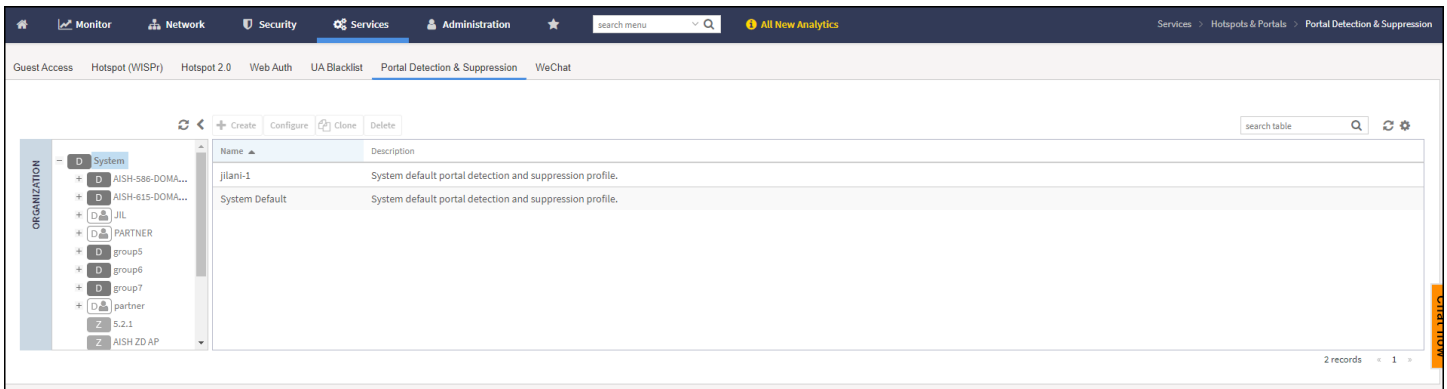 Monitor Network Security Services Administration search menu All New Analytics Services > Hotspots & Portals > Portal Detection & Suppression
Guest Access Hotspot (WISPr) Hotspot 2.0 Web Auth UA Blacklist Portal Detection & Suppression WeChat
Create Configure Clone Delete search table
ORGANIZATION
D System
D AISH-586-DOMA...
D AISH-615-DOMA...
D JIL
D PARTNER
D group5
D group6
D group7
D partner
Z 5.2.1
Z AISH ZD AP
Name Description
jilani-1 System default portal detection and suppression profile.
System Default System default portal detection and suppression profile.
2 records « 1 »
Chat now